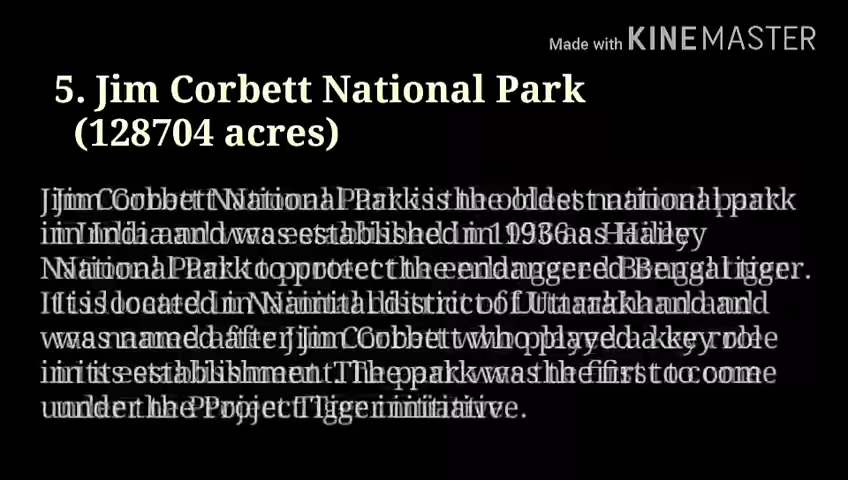 Made with KINEMASTER
5. Jim Corbett National Park
(128704 acres)
Jim Corbett National Park is the oldest national park
in India and was established in 1936 as Hailey
National Park to protect the endangered Bengal tiger.
It is located in Nainital district of Uttarakhand and
was named after Jim Corbett who played a key role
in its establishment. The park was the first to come
under the Project Tiger initiative.